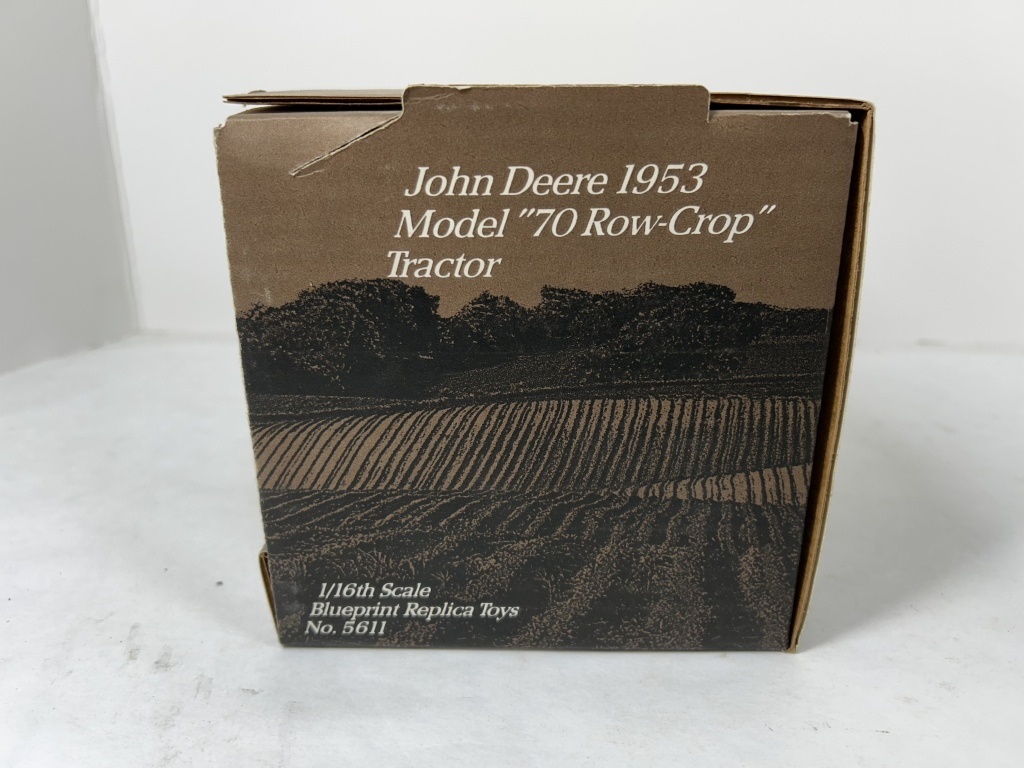 John Deere 1953
Model "70 Row-Crop"
Tractor
1/16th Scale
Blueprint Replica Toys
No. 5611